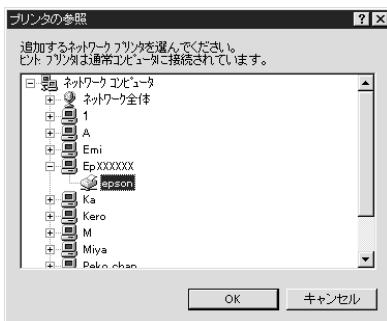 プリンタの参照
追加するネットワーク プリンタを選んでください。
ヒント プリンタは通常コンピュータに接続されています。
ネットワーク コンピュータ
ネットワーク全体
1
A
Emi
EpXXXXXX
epson
Ka
Kero
M
Miya
Peko chan
OK
キャンセル